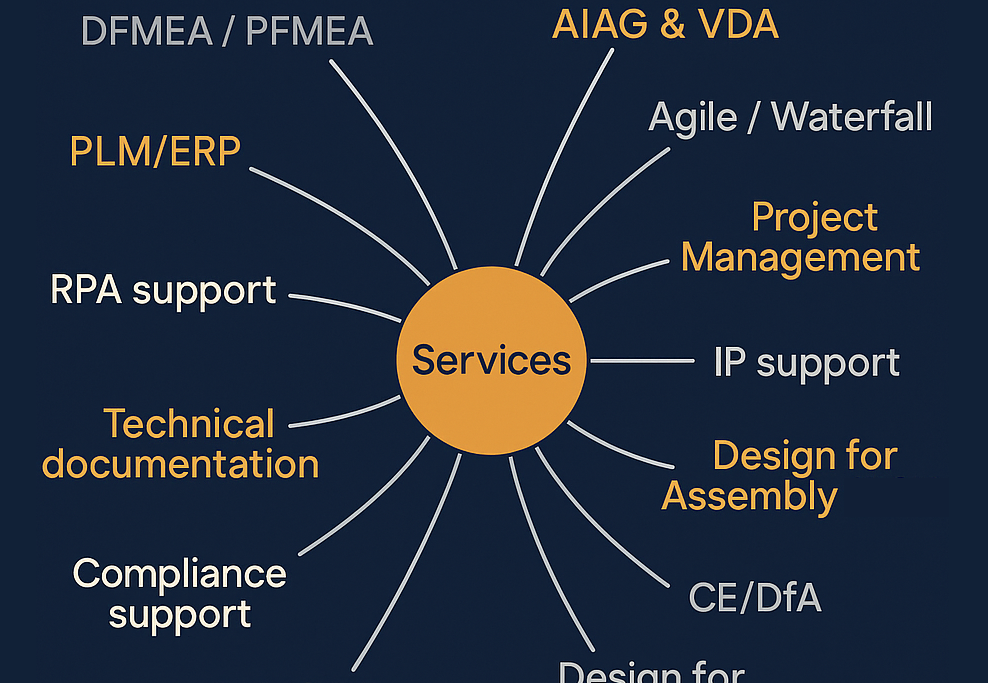 DFMEA / PFMEA
AIAG & VDA
Agile / Waterfall
PLM/ERP
Project
Management
RPA support
Services
IP support
Technical
documentation
Design for
Assembly
Compliance
support
CE/DfA
Design for